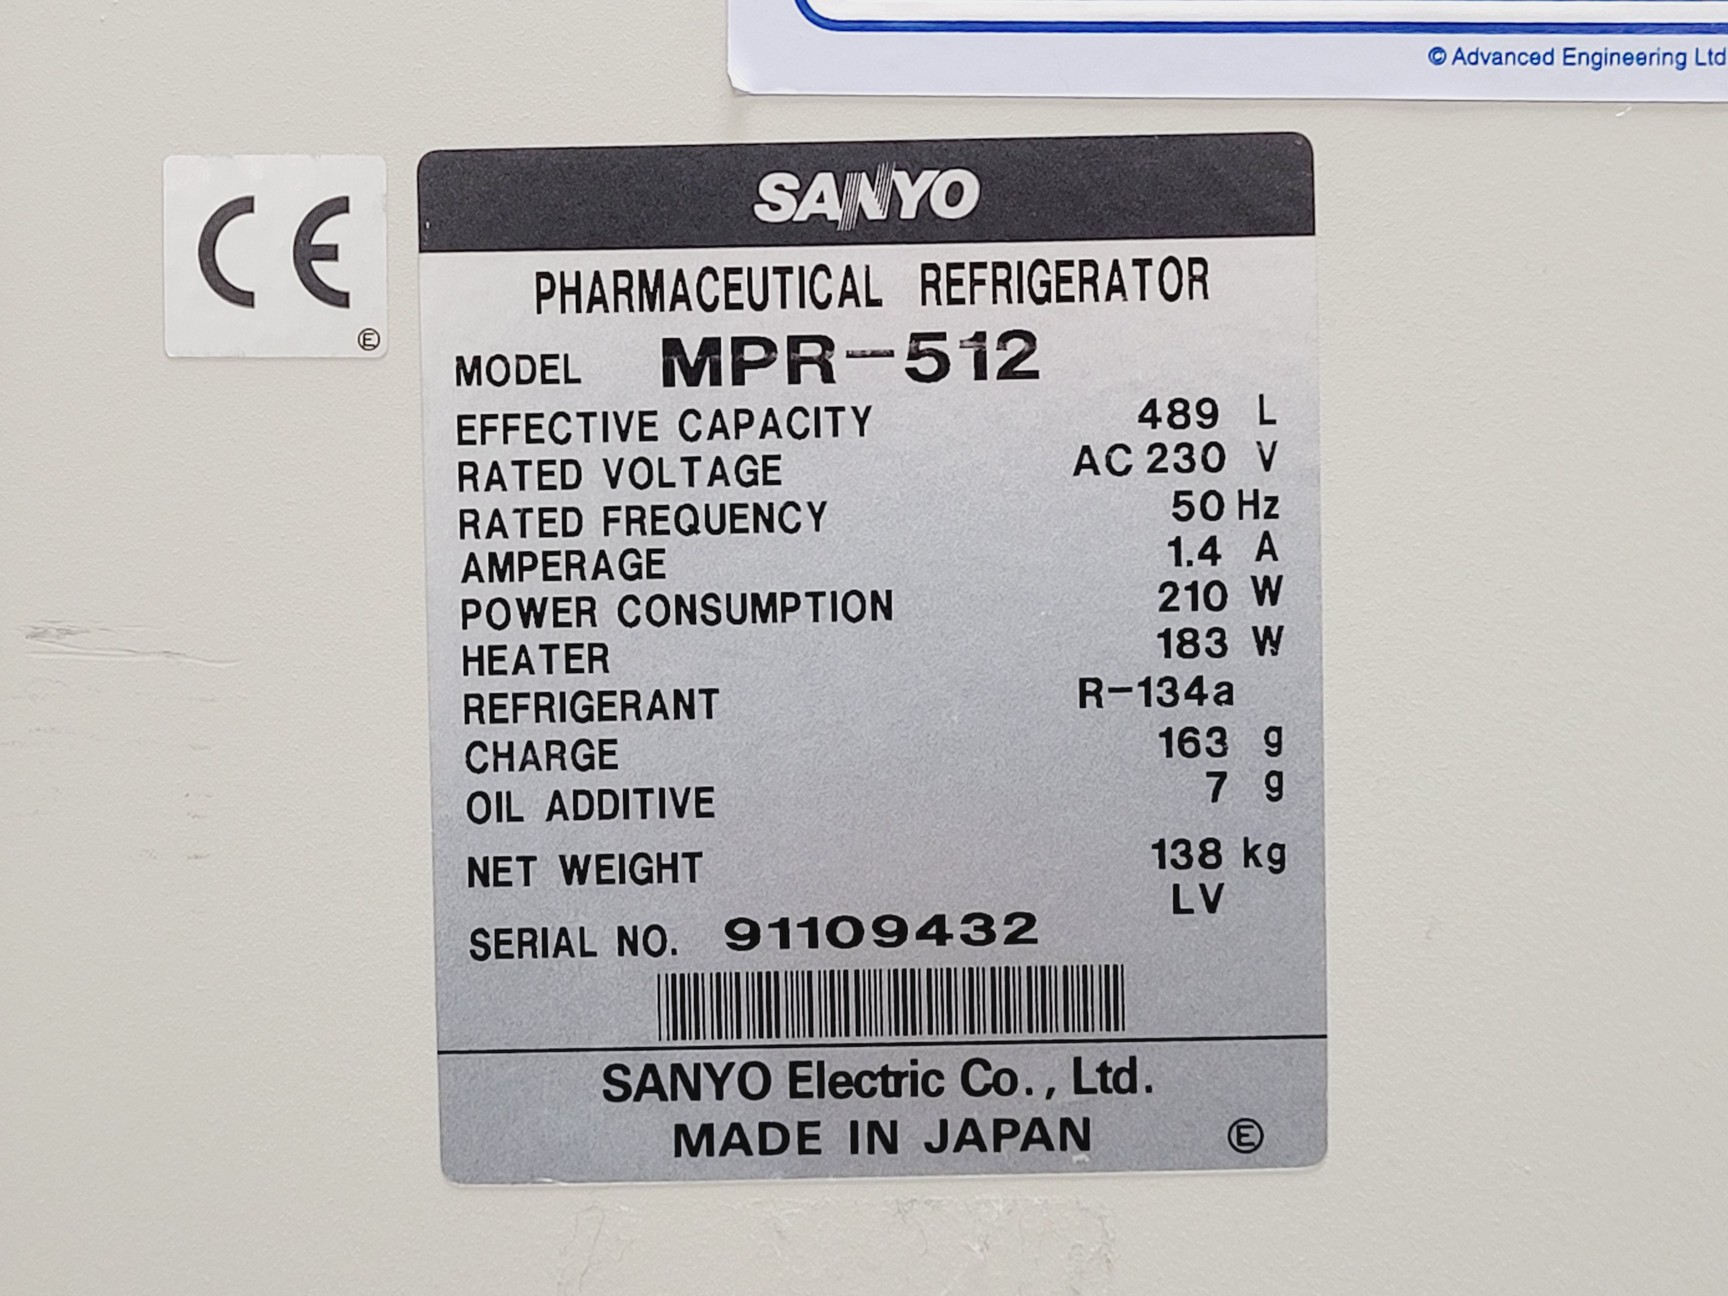 © Advanced Engineering Ltd
CE
E
SANYO
PHARMACEUTICAL REFRIGERATOR
MODEL MPR-512
EFFECTIVE CAPACITY 489 L
RATED VOLTAGE AC 230 V
RATED FREQUENCY 50 Hz
AMPERAGE 1.4 A
POWER CONSUMPTION 210 W
HEATER 183 W
REFRIGERANT R-134a
CHARGE 163 g
OIL ADDITIVE 7 g
NET WEIGHT 138 kg
LV
SERIAL NO. 91109432
SANYO Electric Co., Ltd.
MADE IN JAPAN E